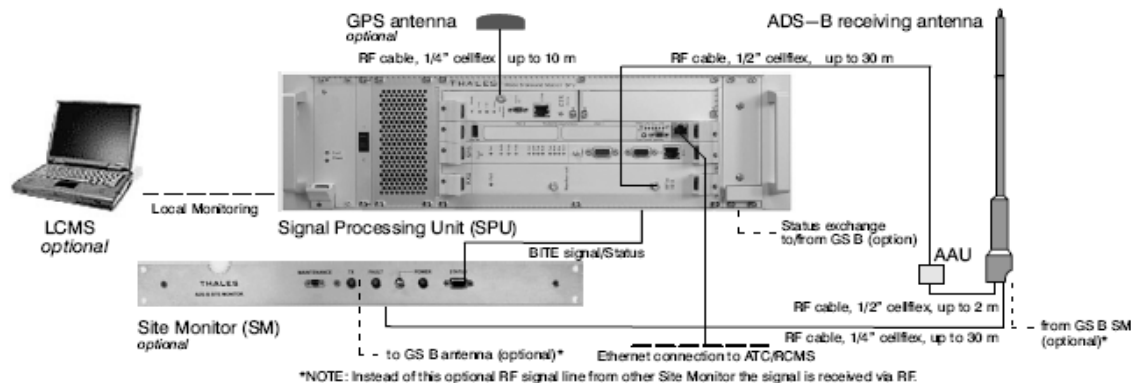 GPS antenna
optional
ADS–B receiving antenna
RF cable, 1/4" cellflex, up to 10 m
RF cable, 1/2" cellflex, up to 30 m
THALES
LCMS
optional
Local Monitoring
Signal Processing Unit (SPU)
Status exchange
to/from GS B (option)
BITE signal/Status
AAU
THALES
ADS-B SITE MONITOR
MAINTENANCE
TX
FAULT
POWER
STATUS
RF cable, 1/2" cellflex, up to 2 m
Site Monitor (SM)
optional
RF cable, 1/4" cellflex, up to 30 m
from GS B SM
(optional)*
to GS B antenna (optional)*
Ethernet connection to ATC/RCMS
*NOTE: Instead of this optional RF signal line from other Site Monitor the signal is received via RF.